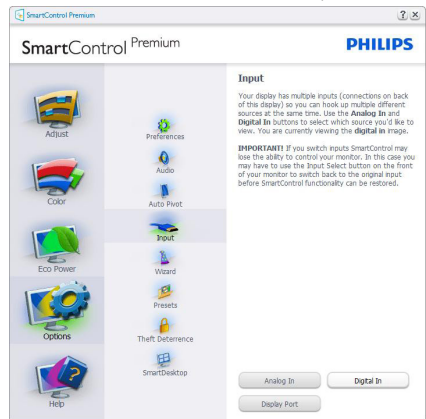 SmartControl Premium
SmartControl Premium
PHILIPS
Adjust
Color
Eco Power
Options
Help
Preferences
Audio
Auto Pivot
Input
Wizard
Presets
Theft Deterrence
SmartDesktop
Input
Your display has multiple inputs (connections on back
of this display) so you can hook up multiple different
sources at the same time. Use the Analog In and
Digital In buttons to select which source you'd like to
view. You are currently viewing the digital in image.
IMPORTANT! If you switch inputs SmartControl may
lose the ability to control your monitor. In this case you
may have to use the Input Select button on the front
of your monitor to switch back to the original input
before SmartControl functionality can be restored.
Analog In
Digital In
Display Port